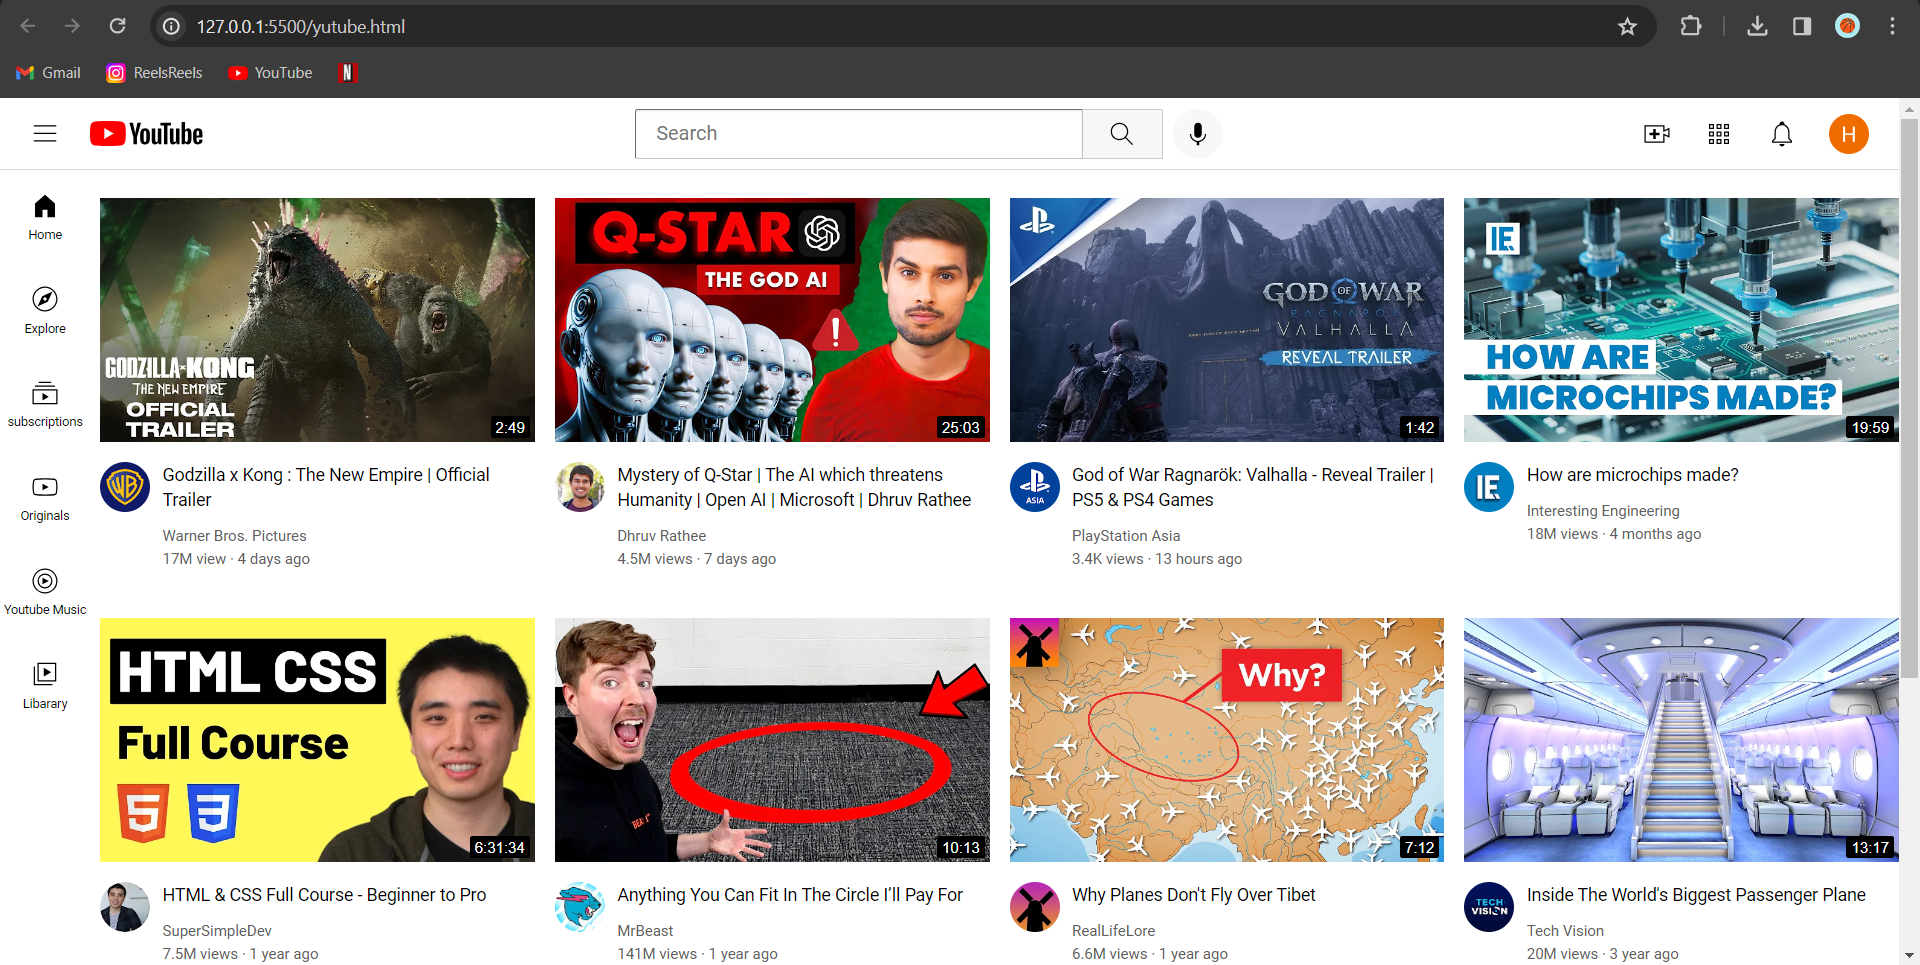 127.0.0.1:5500/yutube.html
Gmail
ReelsReels
YouTube
N
YouTube
Search
H
Home
Explore
subscriptions
Originals
Youtube Music
Libarary
GODZILLA x KONG
THE NEW EMPIRE
OFFICIAL
TRAILER
2:49
Godzilla x Kong : The New Empire | Official
Trailer
Warner Bros. Pictures
17M view · 4 days ago
Q-STAR
THE GOD AI
!
25:03
Mystery of Q-Star | The AI which threatens
Humanity | Open AI | Microsoft | Dhruv Rathee
Dhruv Rathee
4.5M views · 7 days ago
GOD OF WAR
RAGNARÖK
VALHALLA
REVEAL TRAILER
1:42
ASIA
God of War Ragnarök: Valhalla - Reveal Trailer |
PS5 & PS4 Games
PlayStation Asia
3.4K views · 13 hours ago
IE
HOW ARE
MICROCHIPS MADE?
19:59
IE
How are microchips made?
Interesting Engineering
18M views · 4 months ago
HTML CSS
Full Course
5
3
6:31:34
HTML & CSS Full Course - Beginner to Pro
SuperSimpleDev
7.5M views · 1 year ago
10:13
Anything You Can Fit In The Circle I'll Pay For
MrBeast
141M views · 1 year ago
Why?
7:12
Why Planes Don't Fly Over Tibet
RealLifeLore
6.6M views · 1 year ago
13:17
TECH
VISION
Inside The World's Biggest Passenger Plane
Tech Vision
20M views · 3 year ago